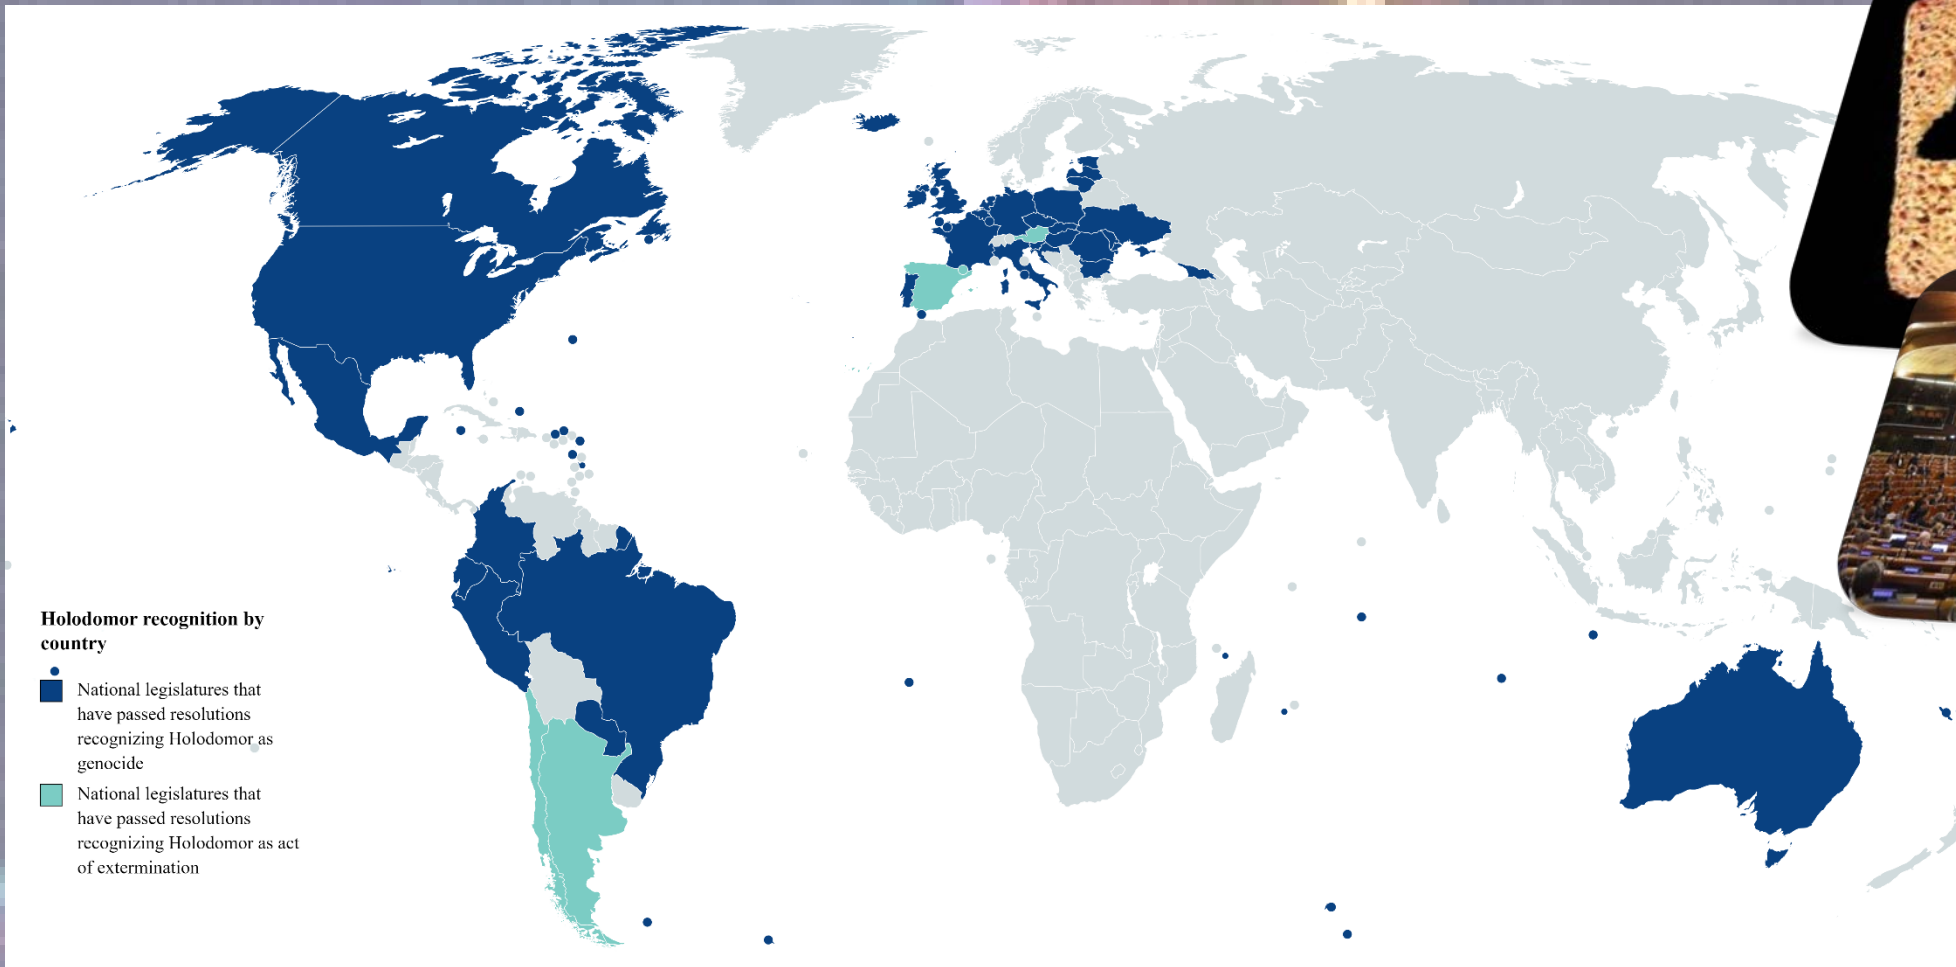 Holodomor recognition by
country
National legislatures that
have passed resolutions
recognizing Holodomor as
genocide
National legislatures that
have passed resolutions
recognizing Holodomor as act
of extermination